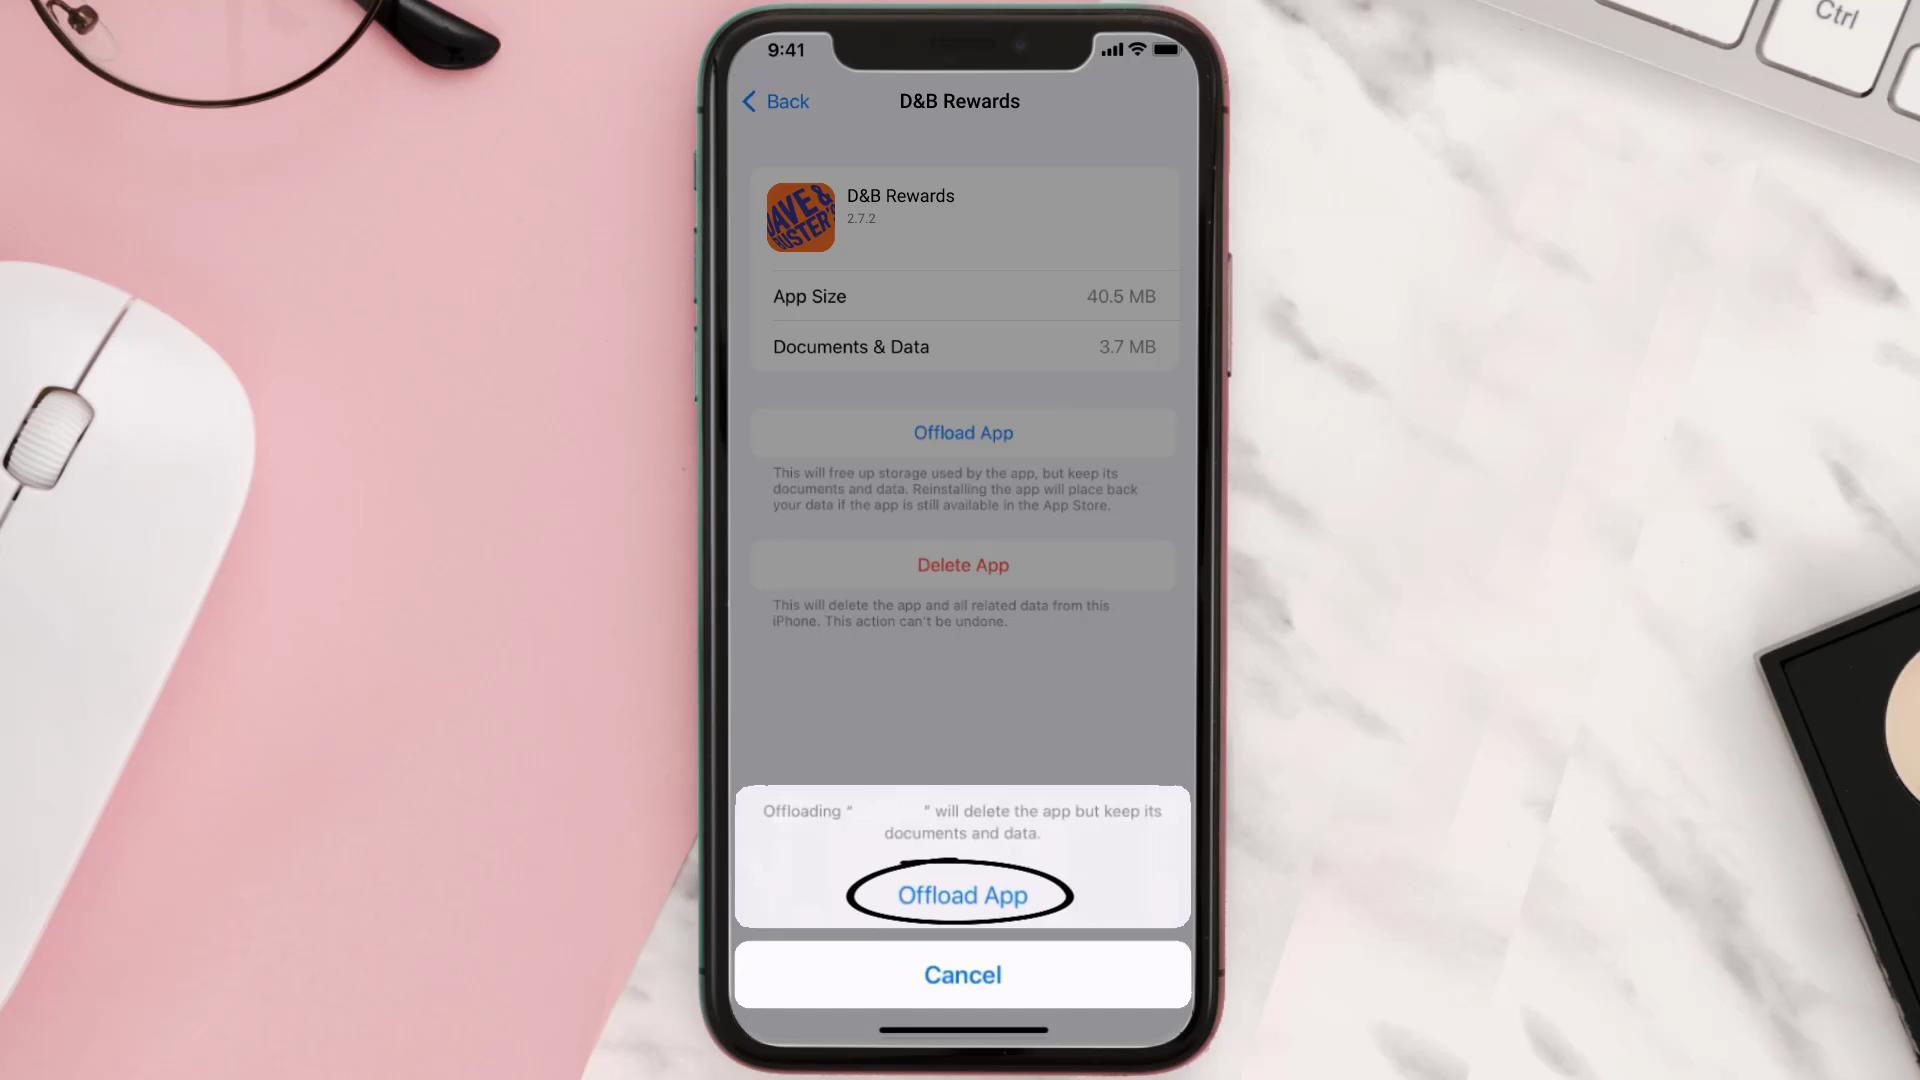 Ctrl
9:41
Back
D&B Rewards
DAVE &
BUSTER'S
D&B Rewards
2.7.2
App Size 40.5 MB
Documents & Data 3.7 MB
Offload App
This will free up storage used by the app, but keep its
documents and data. Reinstalling the app will place back
your data if the app is still available in the App Store.
Delete App
This will delete the app and all related data from this
iPhone. This action can't be undone.
Offloading “ ” will delete the app but keep its
documents and data.
Offload App
Cancel